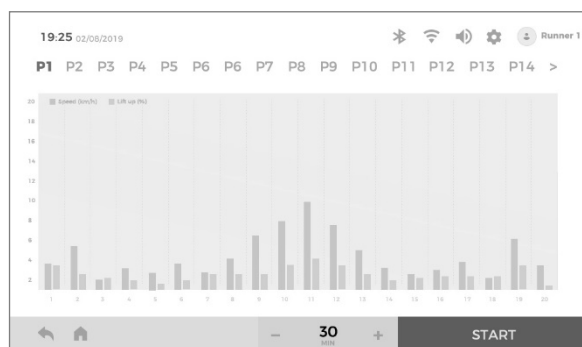 19:25 02/08/2019
Runner 1
P1 P2 P3 P4 P5 P6 P6 P7 P8 P9 P10 P11 P12 P13 P14 >
Speed (km/h) Lift up (%)
20
18
16
14
12
10
8
6
4
2
1 2 3 4 5 6 7 8 9 10 11 12 13 14 15 16 17 18 19 20
− 30 +
MIN
START